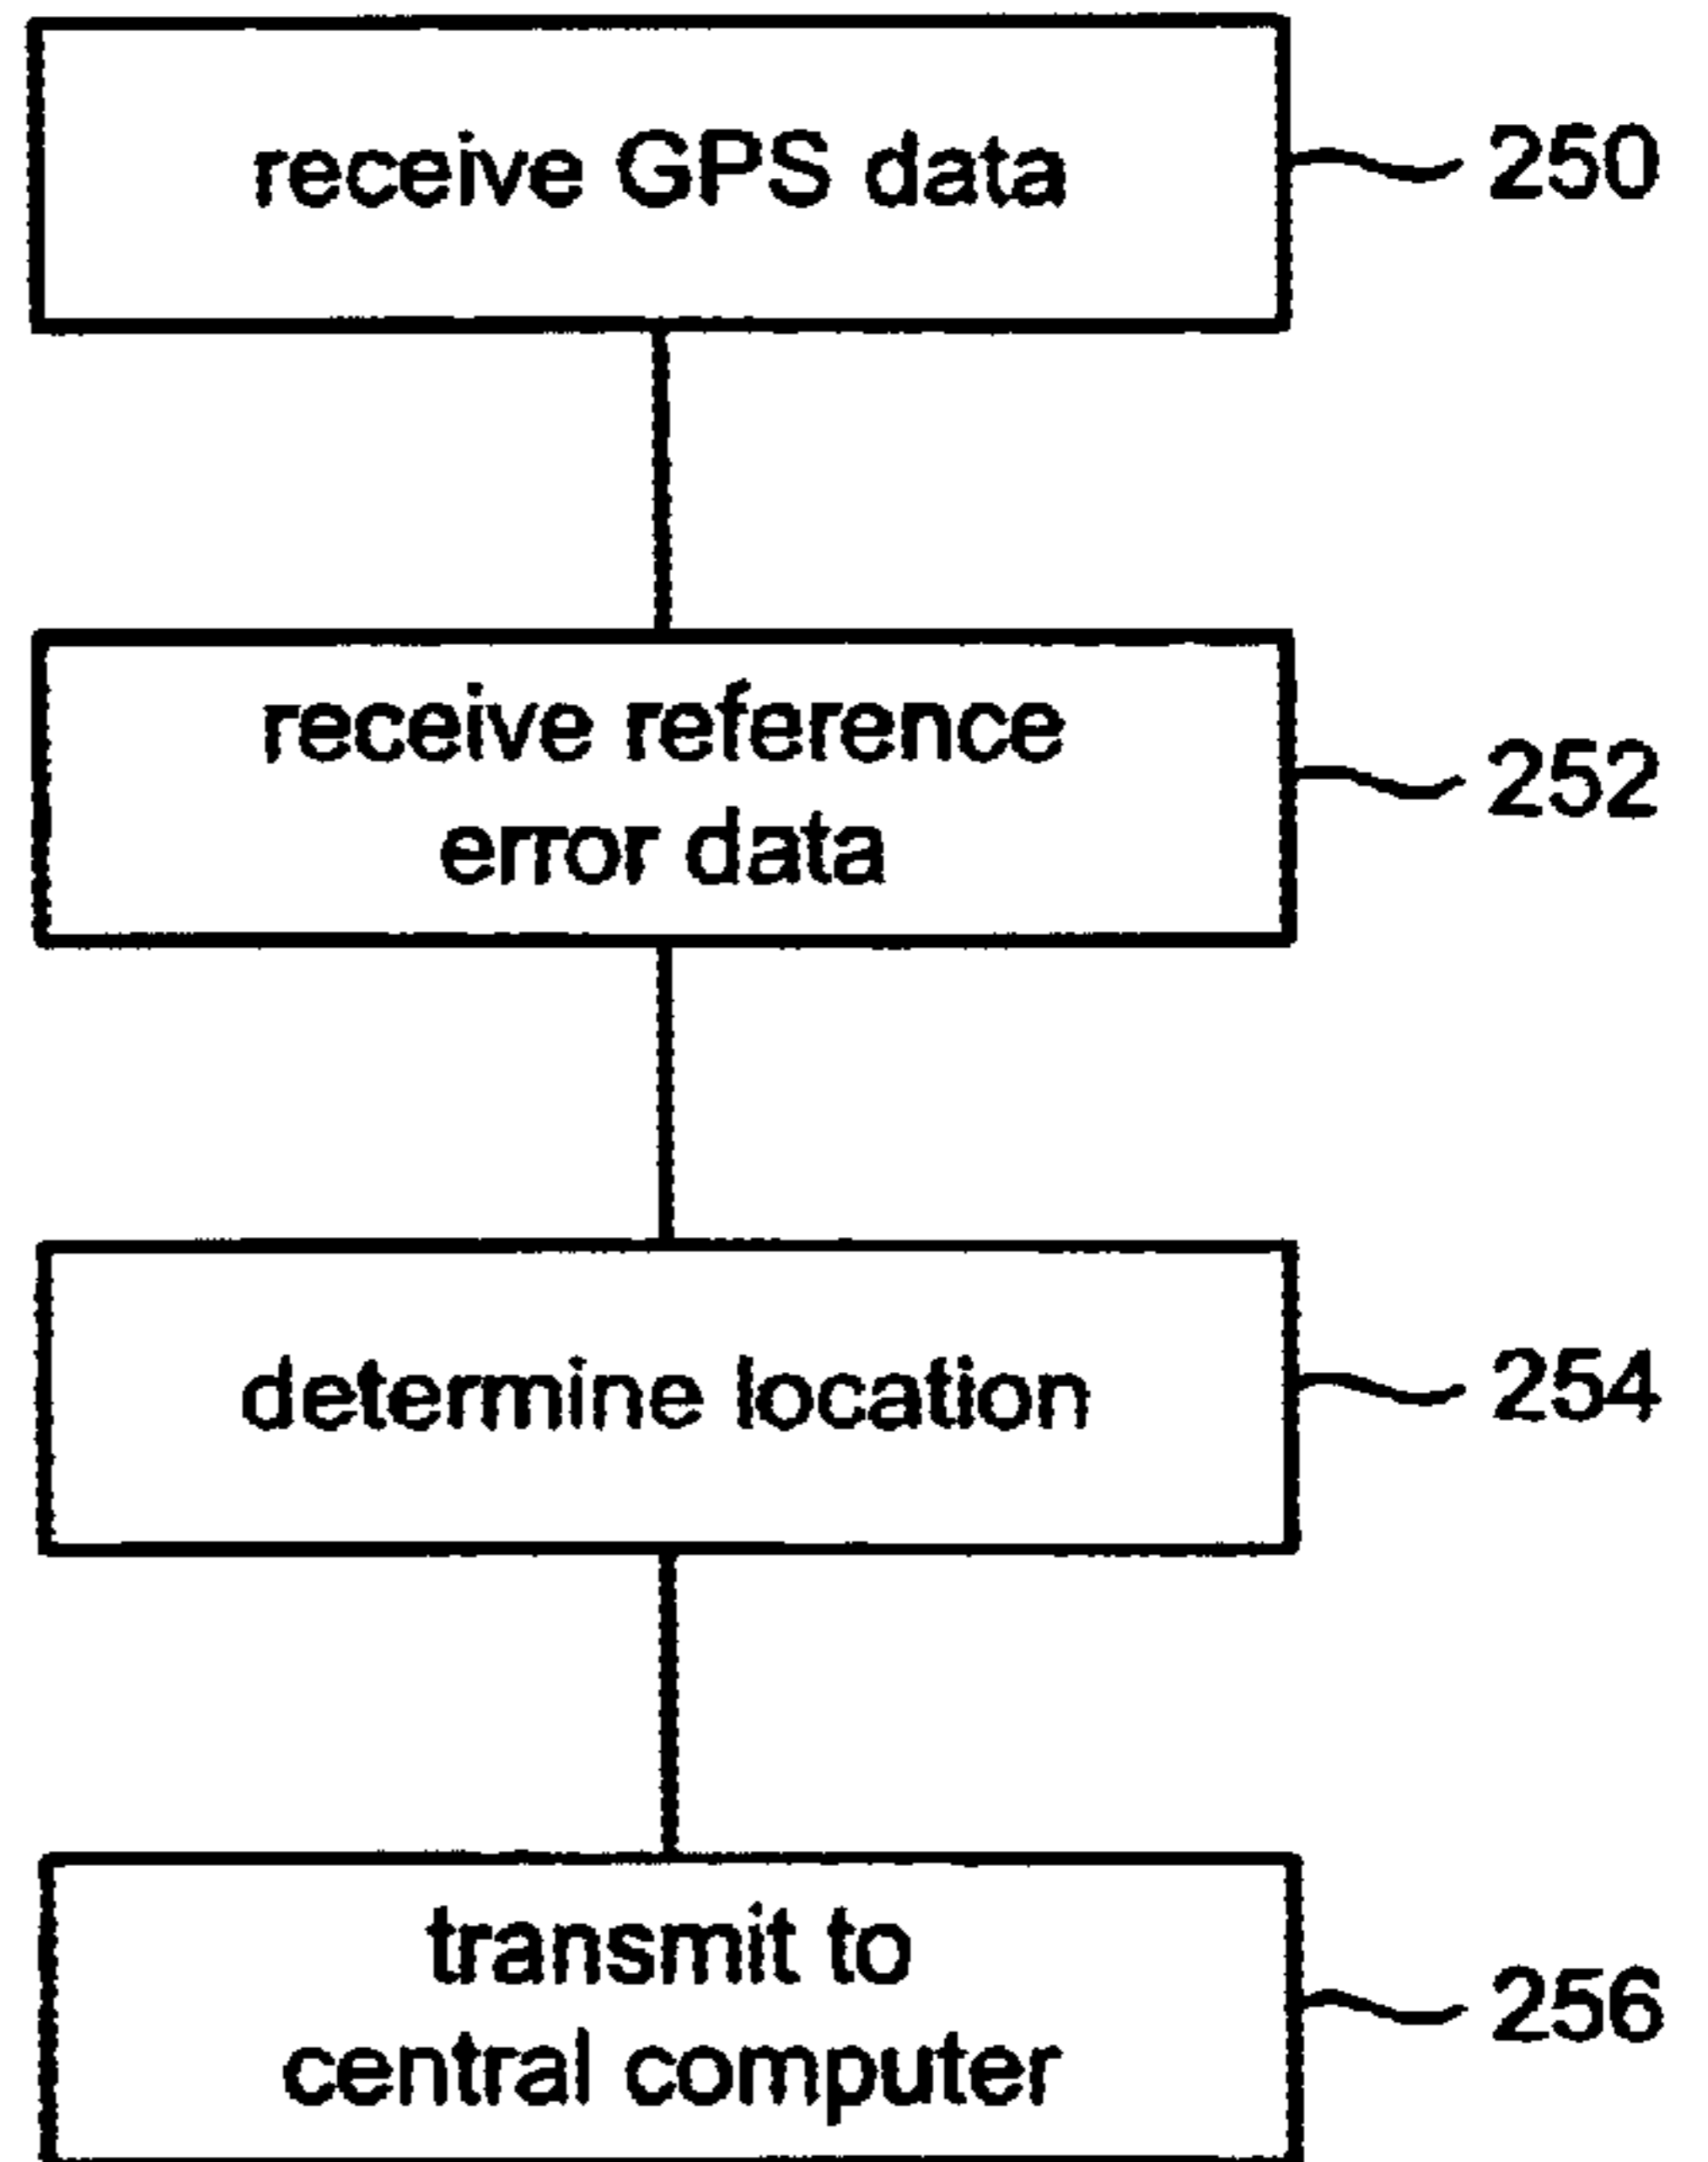 receive GPS data
250
receive reference
error data
252
determine location
254
transmit to
central computer
256